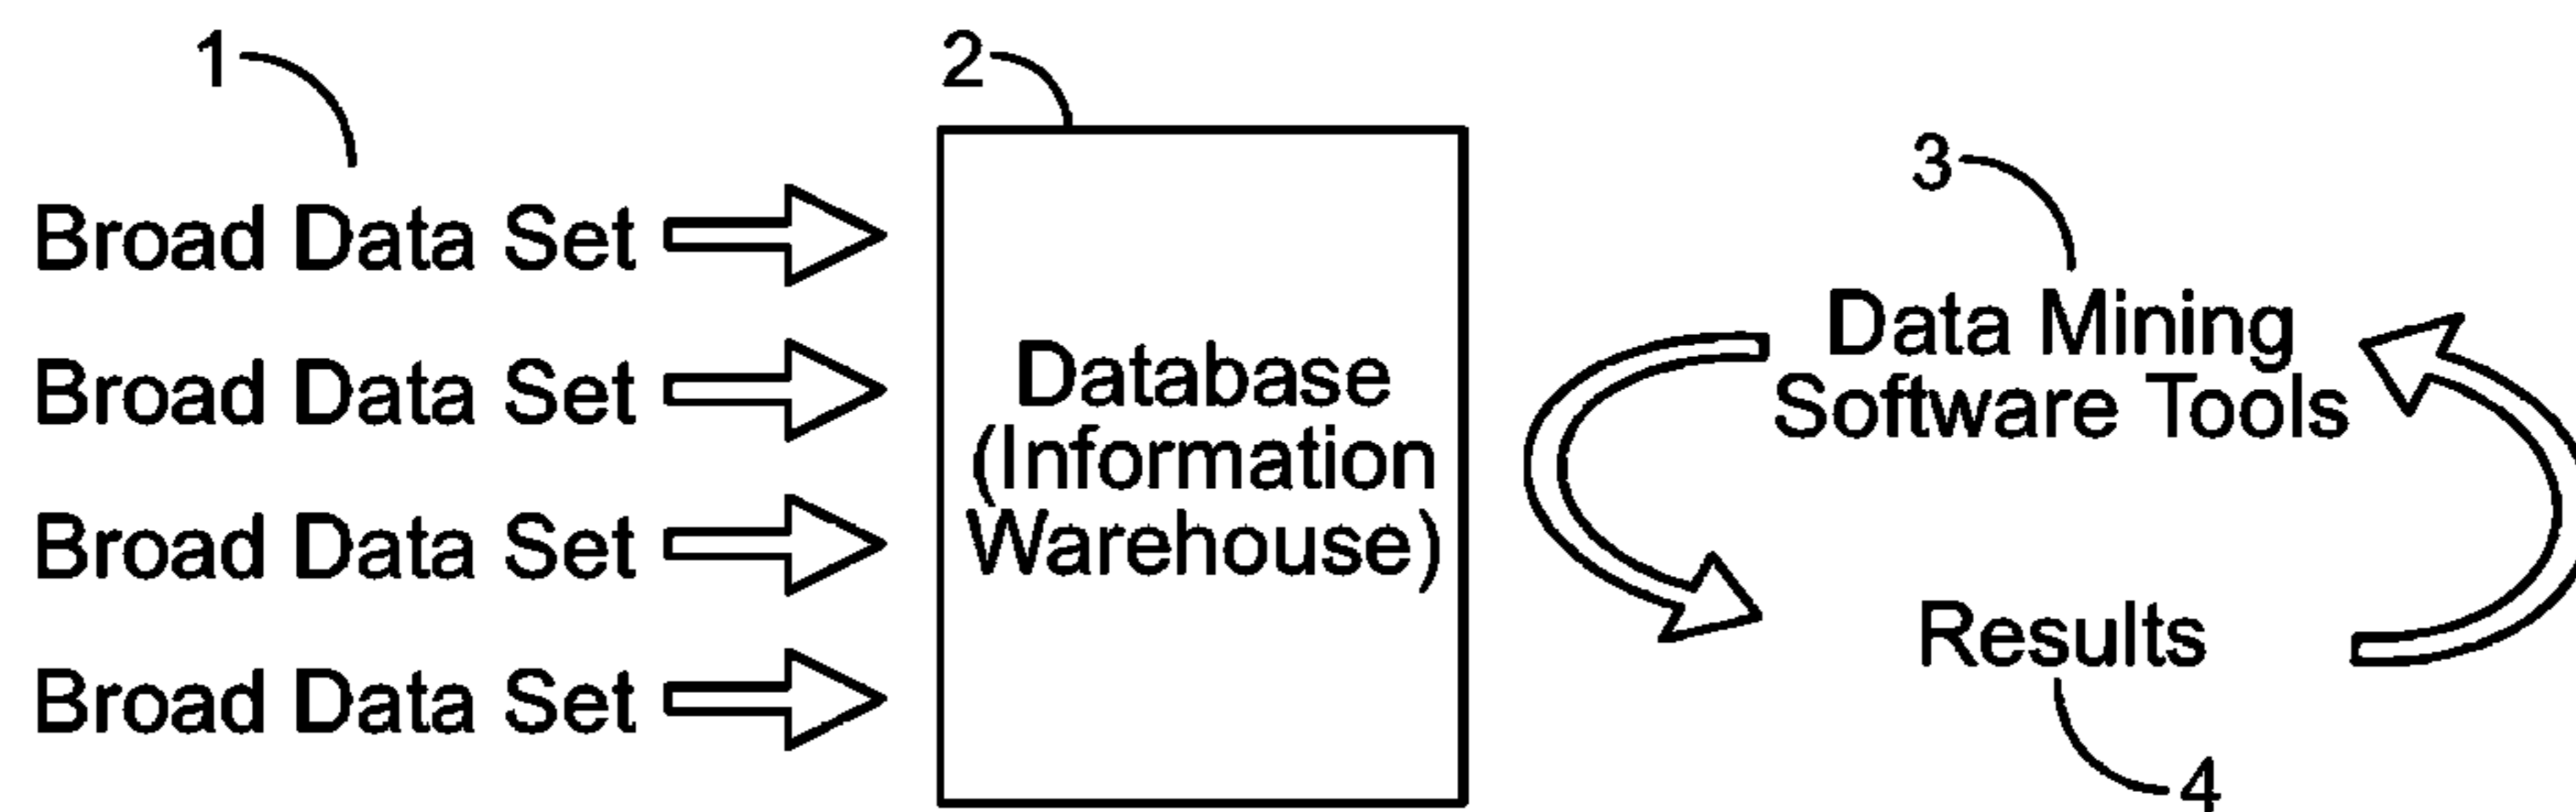 1
2
3
Broad Data Set
Broad Data Set
Broad Data Set
Broad Data Set
Database
(Information
Warehouse)
Data Mining
Software Tools
Results
4